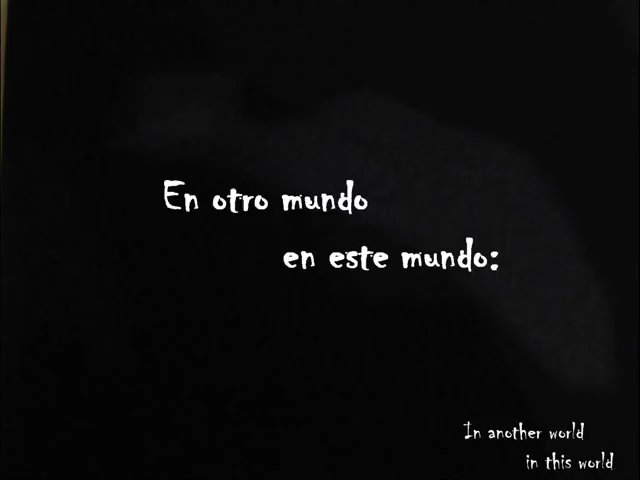 En otro mundo
en este mundo:
In another world
in this world